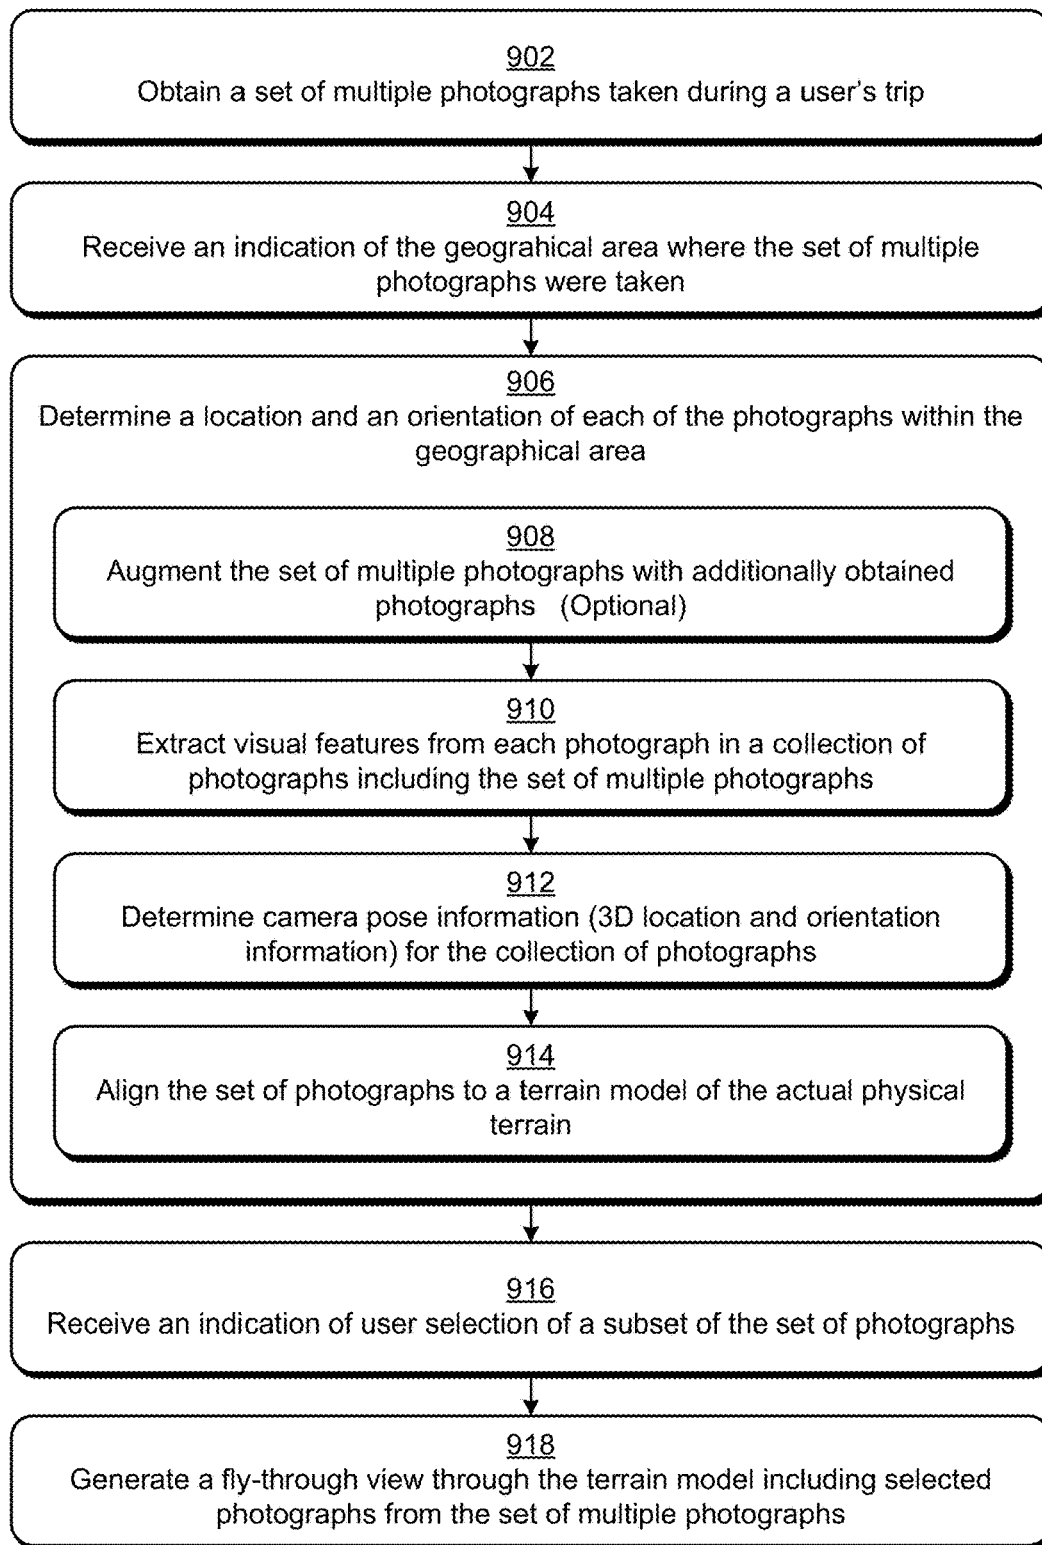 902
Obtain a set of multiple photographs taken during a user's trip
904
Receive an indication of the geograhical area where the set of multiple
photographs were taken
906
Determine a location and an orientation of each of the photographs within the
geographical area
908
Augment the set of multiple photographs with additionally obtained
photographs (Optional)
910
Extract visual features from each photograph in a collection of
photographs including the set of multiple photographs
912
Determine camera pose information (3D location and orientation
information) for the collection of photographs
914
Align the set of photographs to a terrain model of the actual physical
terrain
916
Receive an indication of user selection of a subset of the set of photographs
918
Generate a fly-through view through the terrain model including selected
photographs from the set of multiple photographs